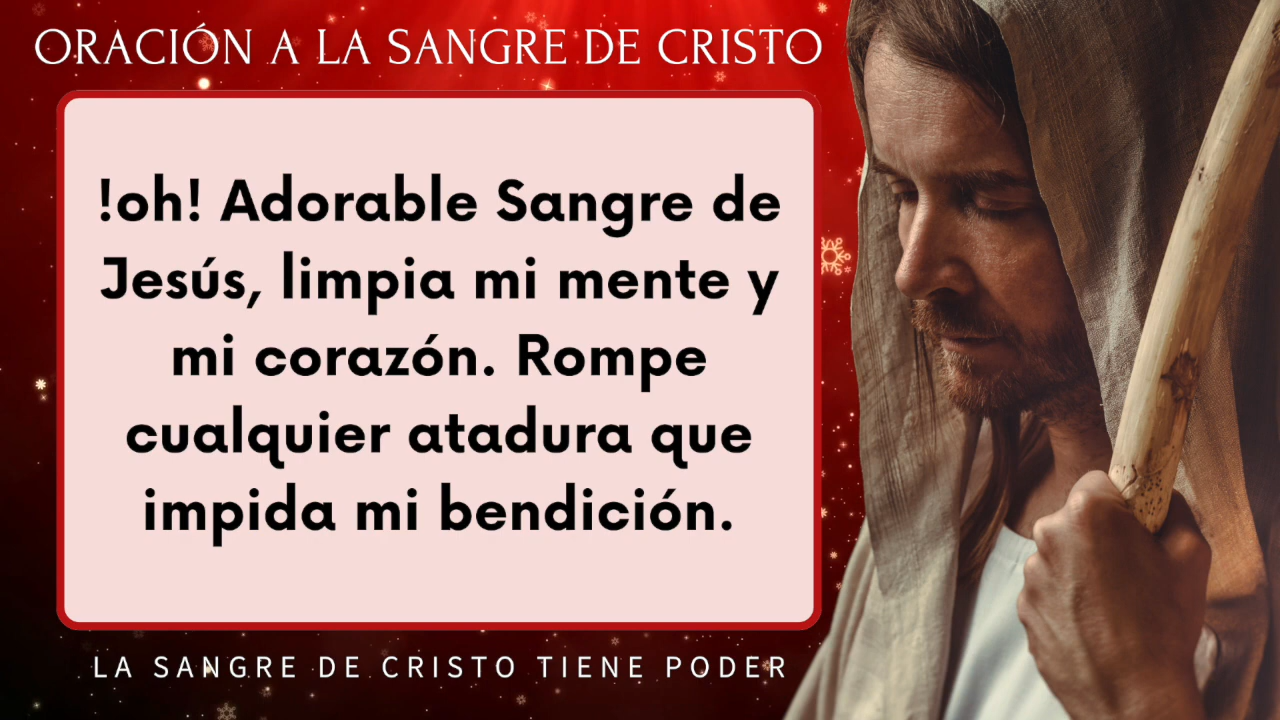 ORACIÓN A LA SANGRE DE CRISTO
!oh! Adorable Sangre de
Jesús, limpia mi mente y
mi corazón. Rompe
cualquier atadura que
impida mi bendición.
LA SANGRE DE CRISTO TIENE PODER